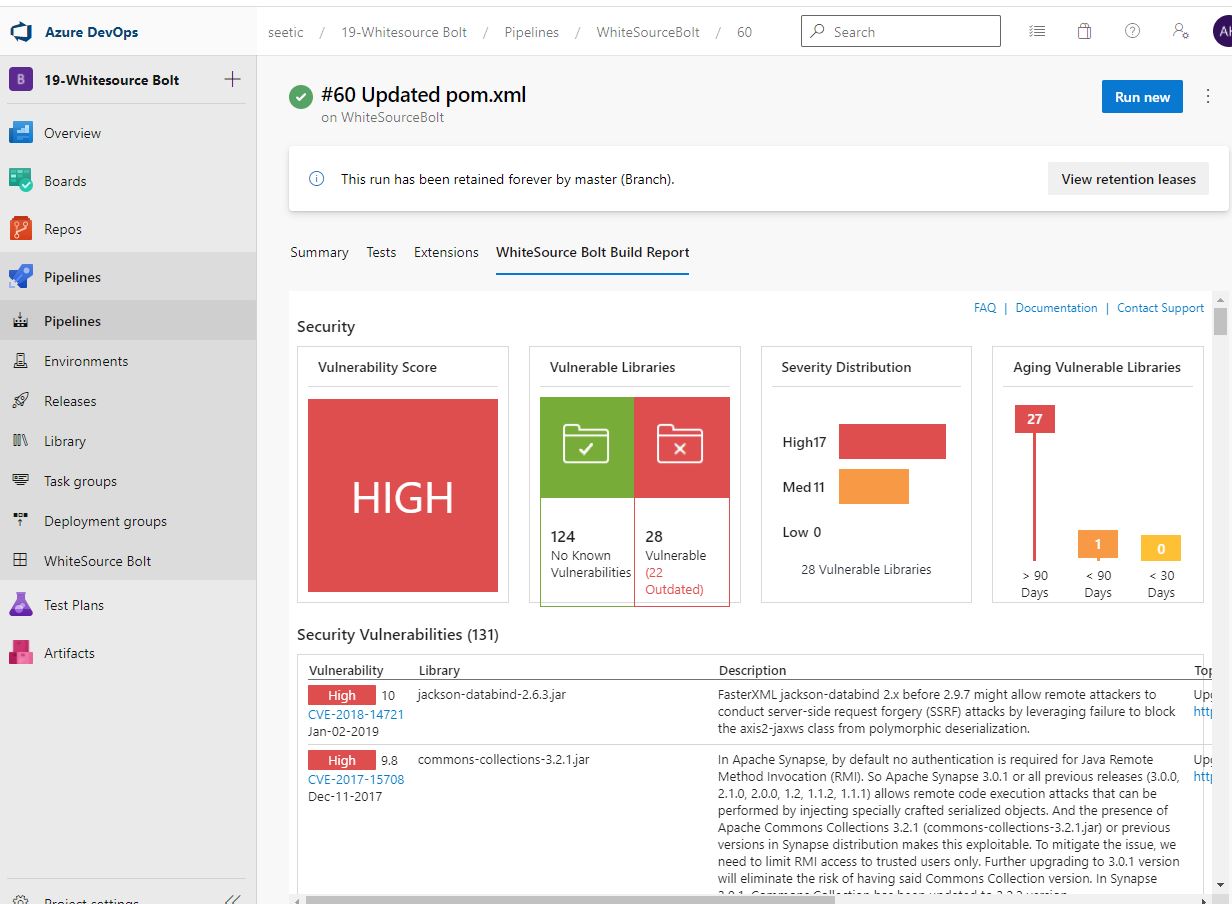 Azure DevOps
seetic / 19-Whitesource Bolt / Pipelines / WhiteSourceBolt / 60
Search
B 19-Whitesource Bolt
Overview
Boards
Repos
Pipelines
Pipelines
Environments
Releases
Library
Task groups
Deployment groups
WhiteSource Bolt
Test Plans
Artifacts
Project settings
#60 Updated pom.xml
on WhiteSourceBolt
Run new
This run has been retained forever by master (Branch).
View retention leases
Summary Tests Extensions WhiteSource Bolt Build Report
FAQ | Documentation | Contact Support
Security
Vulnerability Score
HIGH
Vulnerable Libraries
124
No Known
Vulnerabilities
28
Vulnerable
(22
Outdated)
Severity Distribution
High17
Med 11
Low 0
28 Vulnerable Libraries
Aging Vulnerable Libraries
27
1
0
> 90
Days
< 90
Days
< 30
Days
Security Vulnerabilities (131)
Vulnerability Library Description
High 10
CVE-2018-14721
Jan-02-2019
jackson-databind-2.6.3.jar
FasterXML jackson-databind 2.x before 2.9.7 might allow remote attackers to
conduct server-side request forgery (SSRF) attacks by leveraging failure to block
the axis2-jaxws class from polymorphic deserialization.
High 9.8
CVE-2017-15708
Dec-11-2017
commons-collections-3.2.1.jar
In Apache Synapse, by default no authentication is required for Java Remote
Method Invocation (RMI). So Apache Synapse 3.0.1 or all previous releases (3.0.0,
2.1.0, 2.0.0, 1.2, 1.1.2, 1.1.1) allows remote code execution attacks that can be
performed by injecting specially crafted serialized objects. And the presence of
Apache Commons Collections 3.2.1 (commons-collections-3.2.1.jar) or previous
versions in Synapse distribution makes this exploitable. To mitigate the issue, we
need to limit RMI access to trusted users only. Further upgrading to 3.0.1 version
will eliminate the risk of having said Commons Collection version. In Synapse